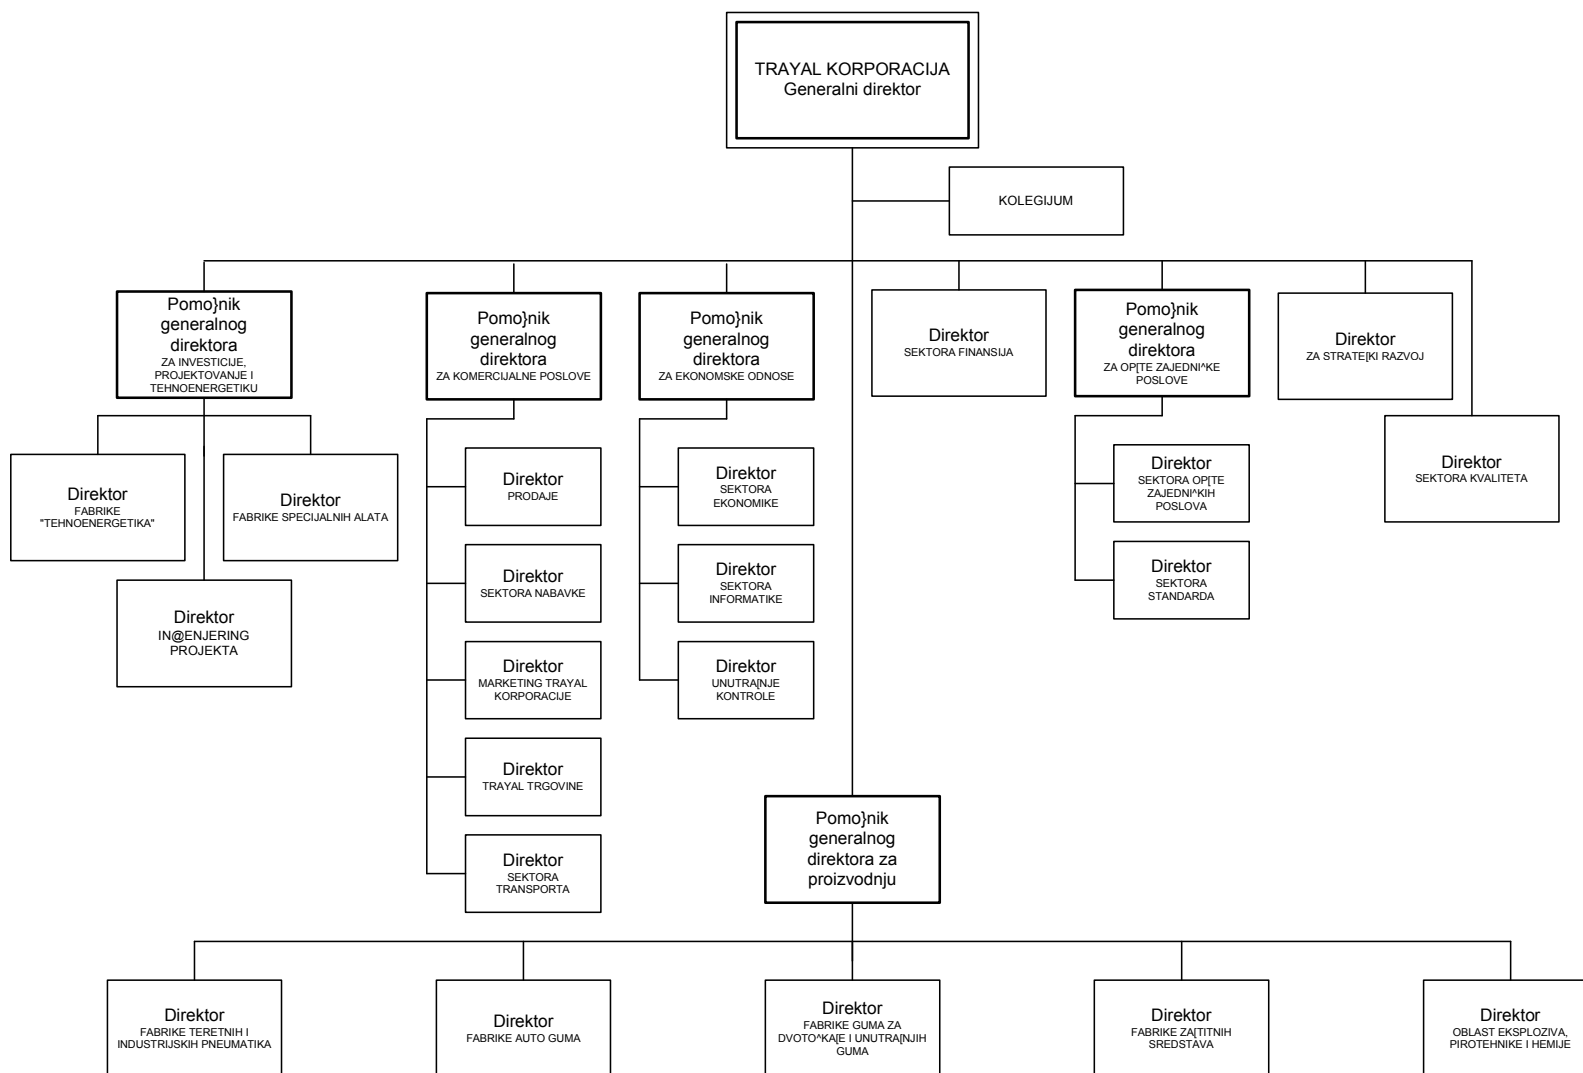 TRAYAL KORPORACIJA
Generalni direktor
KOLEGIJUM
Pomo}nik
generalnog
direktora
ZA INVESTICIJE,
PROJEKTOVANJE I
TEHNOENERGETIKU
Pomo}nik
generalnog
direktora
ZA KOMERCIJALNE POSLOVE
Pomo}nik
generalnog
direktora
ZA EKONOMSKE ODNOSE
Direktor
SEKTORA FINANSIJA
Pomo}nik
generalnog
direktora
ZA OP[TE ZAJEDNI^KE
POSLOVE
Direktor
ZA STRATE[KI RAZVOJ
Direktor
SEKTORA KVALITETA
Direktor
FABRIKE
"TEHNOENERGETIKA"
Direktor
FABRIKE SPECIJALNIH ALATA
Direktor
IN@ENJERING
PROJEKTA
Direktor
PRODAJE
Direktor
SEKTORA NABAVKE
Direktor
MARKETING TRAYAL
KORPORACIJE
Direktor
TRAYAL TRGOVINE
Direktor
SEKTORA
TRANSPORTA
Direktor
SEKTORA
EKONOMIKE
Direktor
SEKTORA
INFORMATIKE
Direktor
UNUTRA[NJE
KONTROLE
Direktor
SEKTORA OP[TE
ZAJEDNI^KIH
POSLOVA
Direktor
SEKTORA
STANDARDA
Pomo}nik
generalnog
direktora za
proizvodnju
Direktor
FABRIKE TERETNIH I
INDUSTRIJSKIH PNEUMATIKA
Direktor
FABRIKE AUTO GUMA
Direktor
FABRIKE GUMA ZA
DVOTO^KA[E I UNUTRA[NJIH
GUMA
Direktor
FABRIKE ZA[TITNIH
SREDSTAVA
Direktor
OBLAST EKSPLOZIVA,
PIROTEHNIKE I HEMIJE